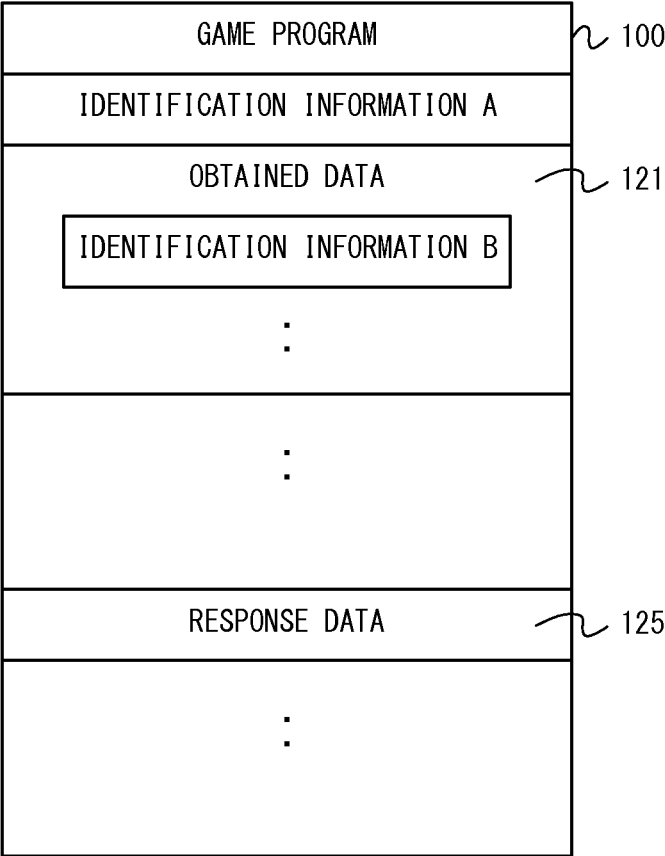 GAME PROGRAM 100
IDENTIFICATION INFORMATION A
OBTAINED DATA 121
IDENTIFICATION INFORMATION B
:
:
RESPONSE DATA 125
: